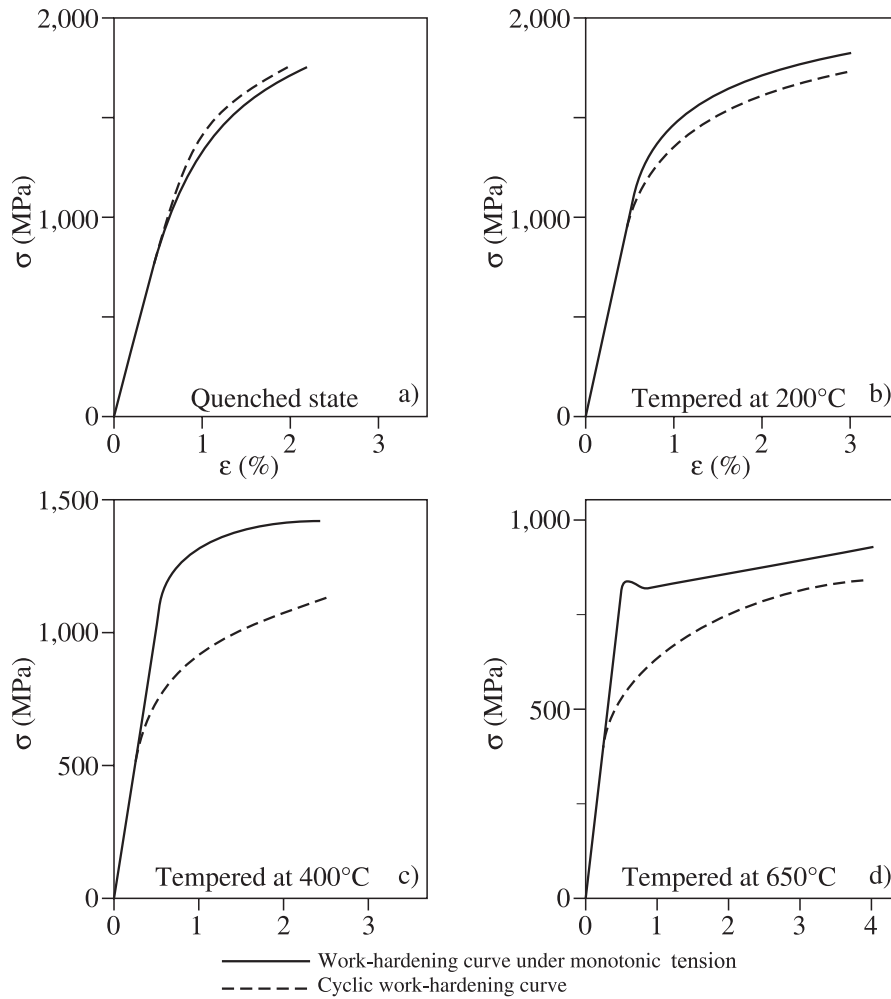 2,000
1,000
0
σ (MPa)
Quenched state
a)
0 1 2 3
ε (%)
2,000
1,000
0
σ (MPa)
Tempered at 200°C
b)
0 1 2 3
ε (%)
1,500
1,000
500
0
σ (MPa)
Tempered at 400°C
c)
0 1 2 3
1,000
500
0
σ (MPa)
Tempered at 650°C
d)
0 1 2 3 4
Work-hardening curve under monotonic tension
Cyclic work-hardening curve